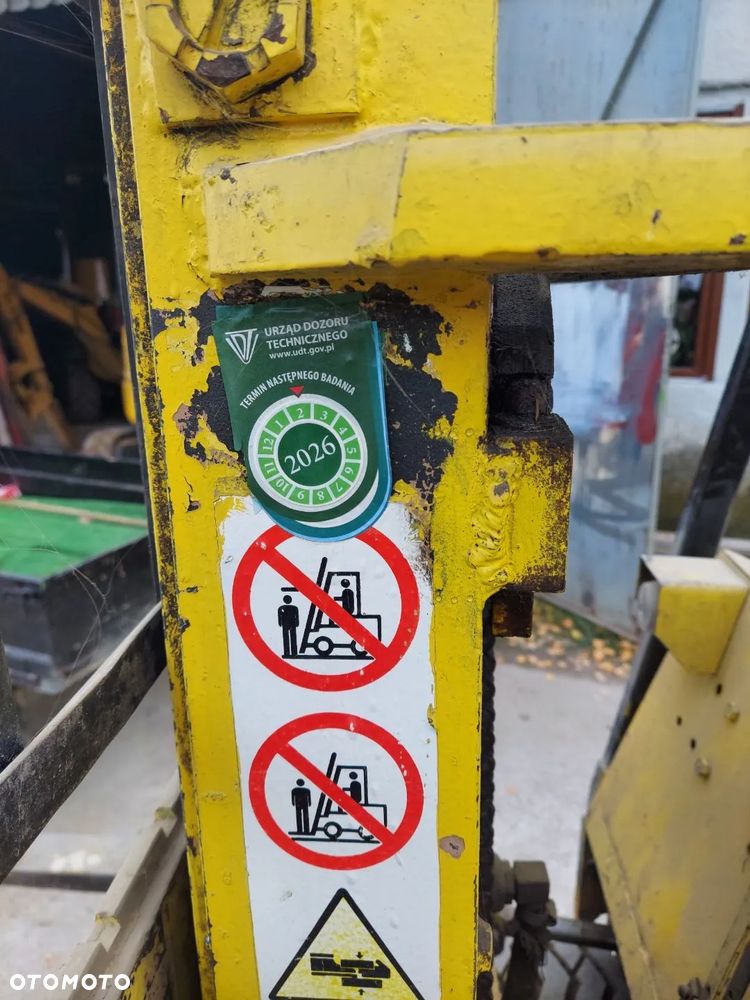 URZĄD DOZORU
TECHNICZNEGO
www.udt.gov.pl
TERMIN NASTĘPNEGO BADANIA
1 2 3 4 5 6 7 8 9 10 11 12
2026
OTOMOTO